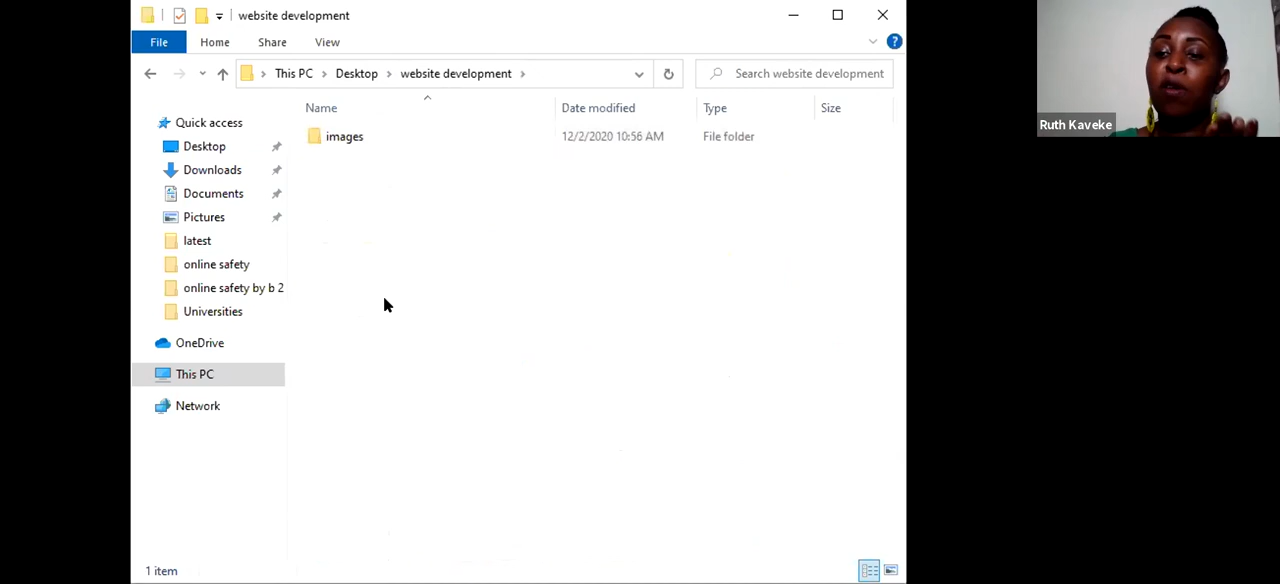 website development
File Home Share View
This PC Desktop website development Search website development
Name Date modified Type Size
images 12/2/2020 10:56 AM File folder
Quick access
Desktop
Downloads
Documents
Pictures
latest
online safety
online safety by b 2
Universities
OneDrive
This PC
Network
1 item
Ruth Kaveke